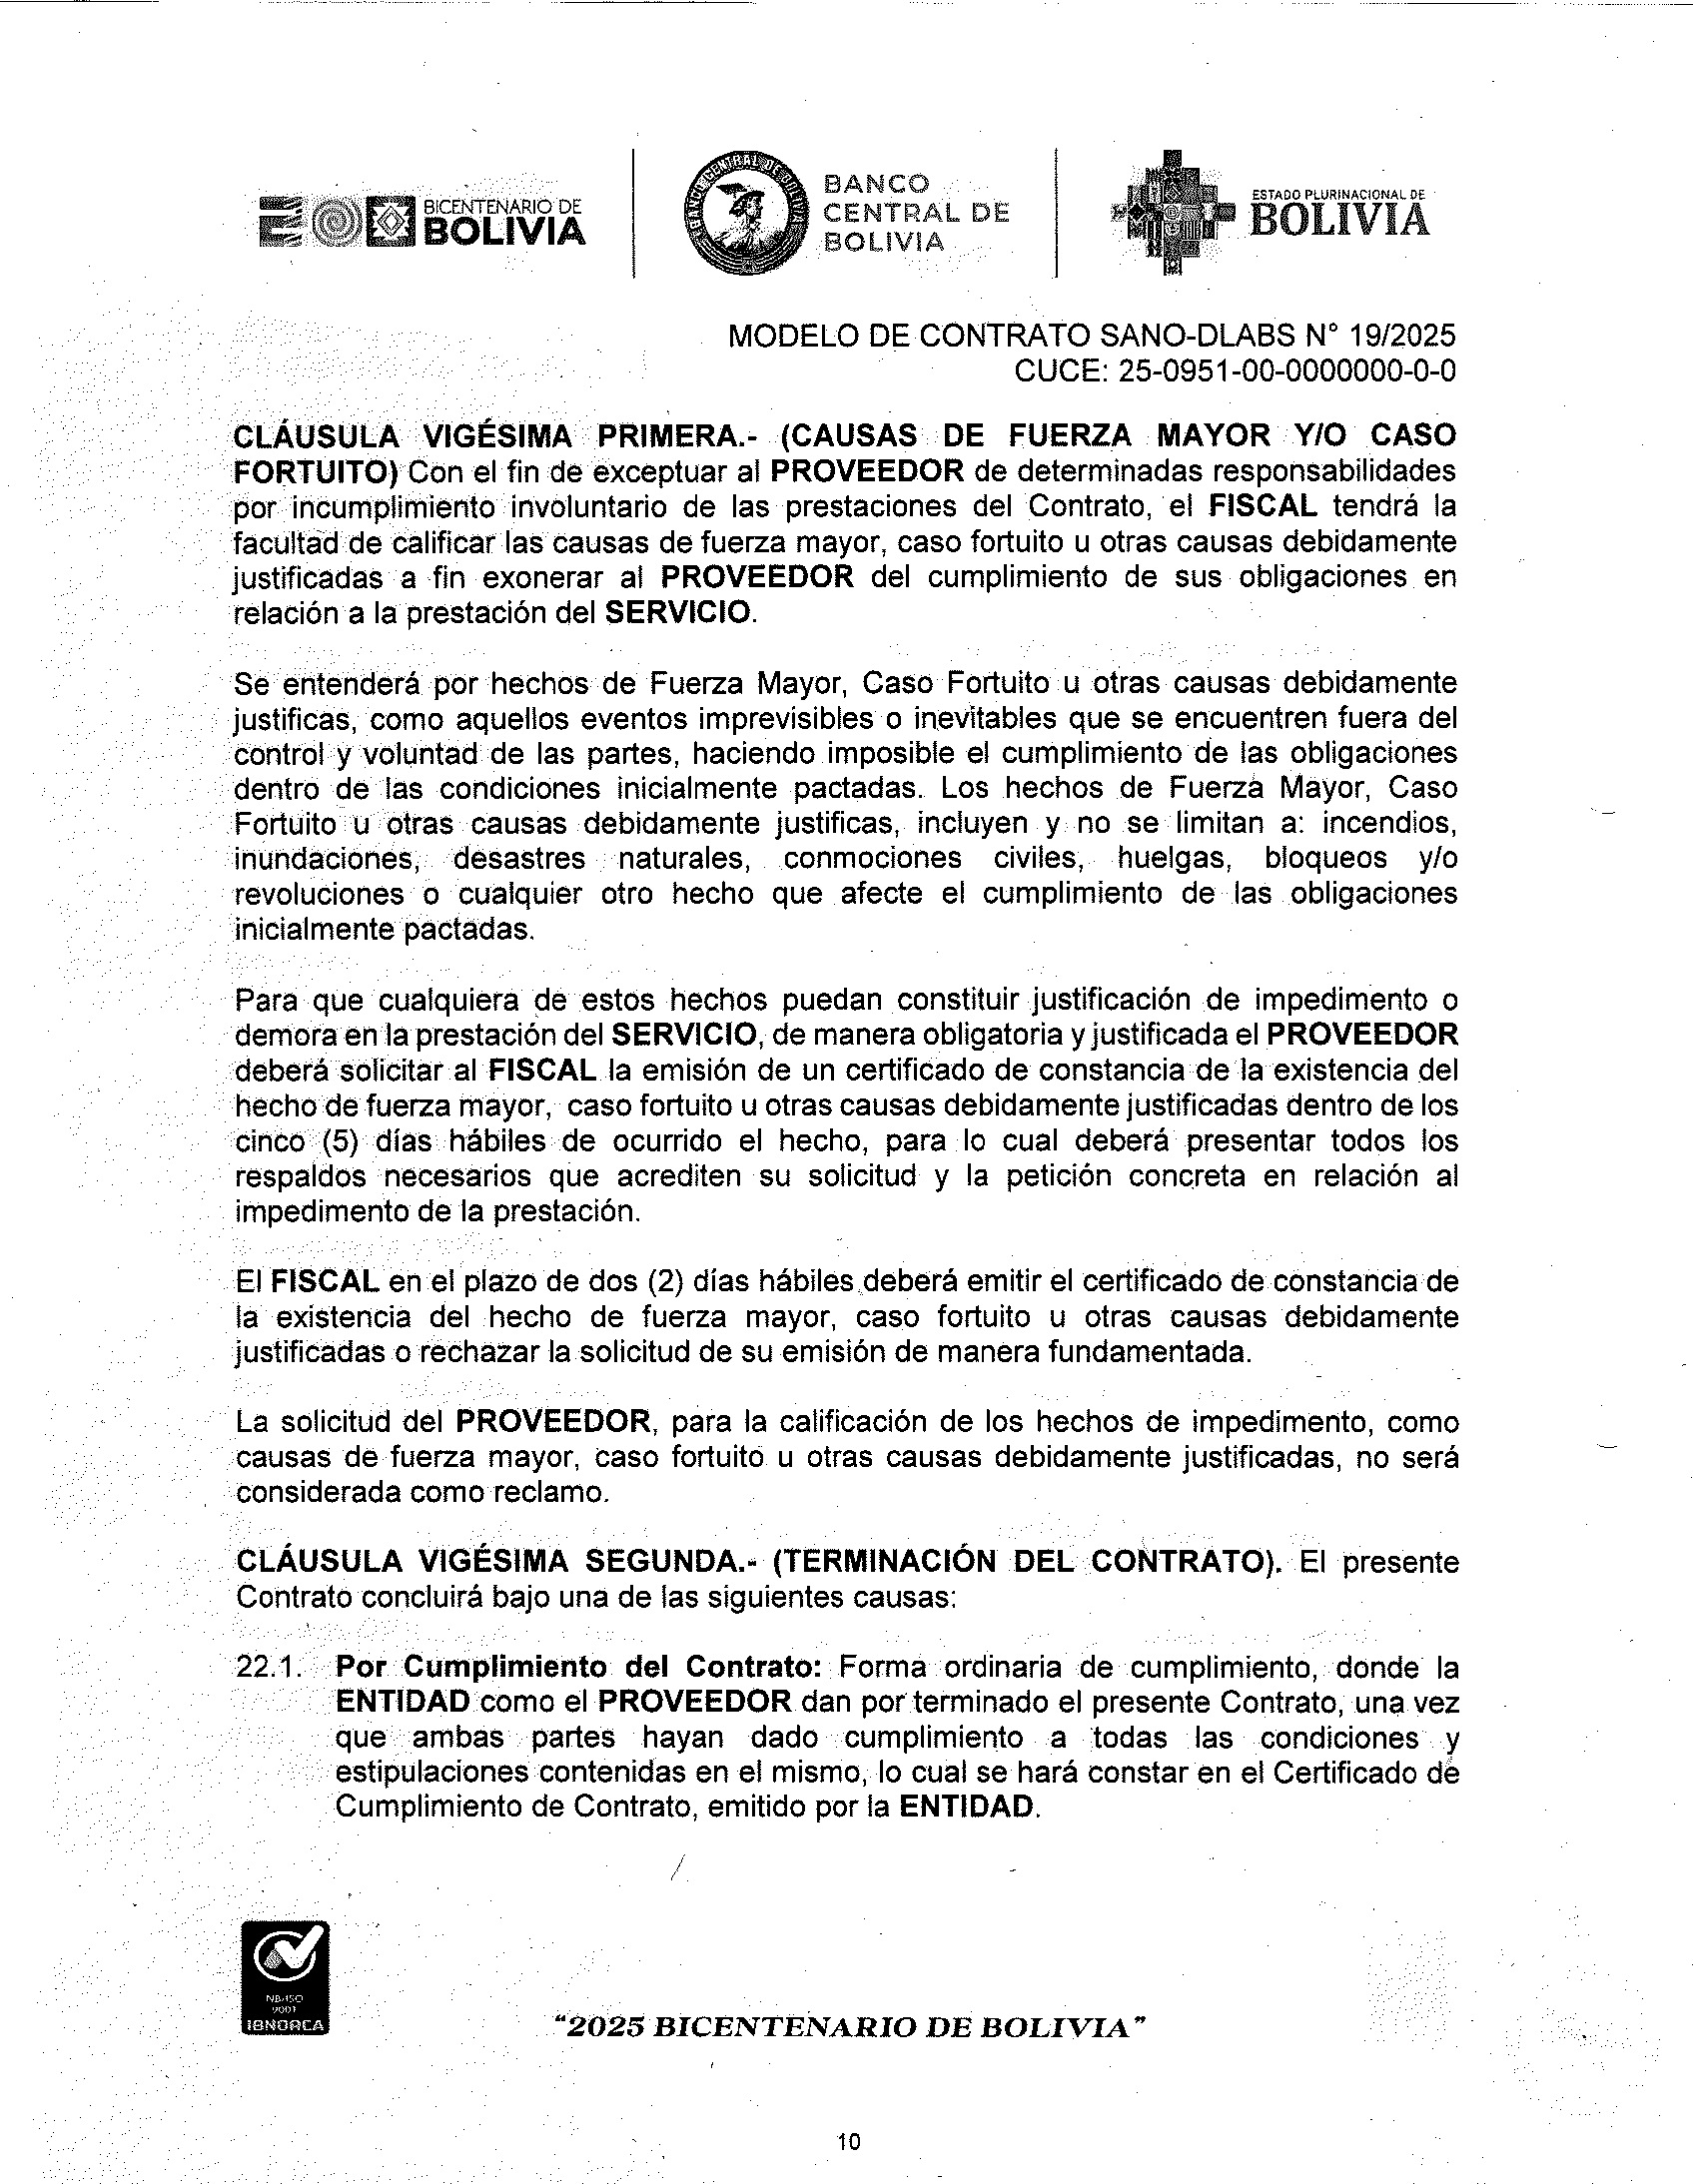 BICENTENARIO DE
BOLIVIA
BANCO CENTRAL DE BOLIVIA
BANCO
CENTRAL DE
BOLIVIA
ESTADO PLURINACIONAL DE
BOLIVIA
MODELO DE CONTRATO SANO-DLABS N° 19/2025
CUCE: 25-0951-00-0000000-0-0
CLÁUSULA VIGÉSIMA PRIMERA.- (CAUSAS DE FUERZA MAYOR Y/O CASO
FORTUITO) Con el fin de exceptuar al PROVEEDOR de determinadas responsabilidades
por incumplimiento involuntario de las prestaciones del Contrato, el FISCAL tendrá la
facultad de calificar las causas de fuerza mayor, caso fortuito u otras causas debidamente
justificadas a fin exonerar al PROVEEDOR del cumplimiento de sus obligaciones en
relación a la prestación del SERVICIO.
Se entenderá por hechos de Fuerza Mayor, Caso Fortuito u otras causas debidamente
justificas, como aquellos eventos imprevisibles o inevitables que se encuentren fuera del
control y voluntad de las partes, haciendo imposible el cumplimiento de las obligaciones
dentro de las condiciones inicialmente pactadas. Los hechos de Fuerza Mayor, Caso
Fortuito u otras causas debidamente justificas, incluyen y no se limitan a: incendios,
inundaciones, desastres naturales, conmociones civiles, huelgas, bloqueos y/o
revoluciones o cualquier otro hecho que afecte el cumplimiento de las obligaciones
inicialmente pactadas.
Para que cualquiera de estos hechos puedan constituir justificación de impedimento o
demora en la prestación del SERVICIO, de manera obligatoria y justificada el PROVEEDOR
deberá solicitar al FISCAL la emisión de un certificado de constancia de la existencia del
hecho de fuerza mayor, caso fortuito u otras causas debidamente justificadas dentro de los
cinco (5) días hábiles de ocurrido el hecho, para lo cual deberá presentar todos los
respaldos necesarios que acrediten su solicitud y la petición concreta en relación al
impedimento de la prestación.
El FISCAL en el plazo de dos (2) días hábiles deberá emitir el certificado de constancia de
la existencia del hecho de fuerza mayor, caso fortuito u otras causas debidamente
justificadas o rechazar la solicitud de su emisión de manera fundamentada.
La solicitud del PROVEEDOR, para la calificación de los hechos de impedimento, como
causas de fuerza mayor, caso fortuito u otras causas debidamente justificadas, no será
considerada como reclamo.
CLÁUSULA VIGÉSIMA SEGUNDA.- (TERMINACIÓN DEL CONTRATO). El presente
Contrato concluirá bajo una de las siguientes causas:
22.1. Por Cumplimiento del Contrato: Forma ordinaria de cumplimiento, donde la
ENTIDAD como el PROVEEDOR dan por terminado el presente Contrato, una vez
que ambas partes hayan dado cumplimiento a todas las condiciones y
estipulaciones contenidas en el mismo, lo cual se hará constar en el Certificado de
Cumplimiento de Contrato, emitido por la ENTIDAD.
NB/ISO
9001
IBNORCA
"2025 BICENTENARIO DE BOLIVIA"
10